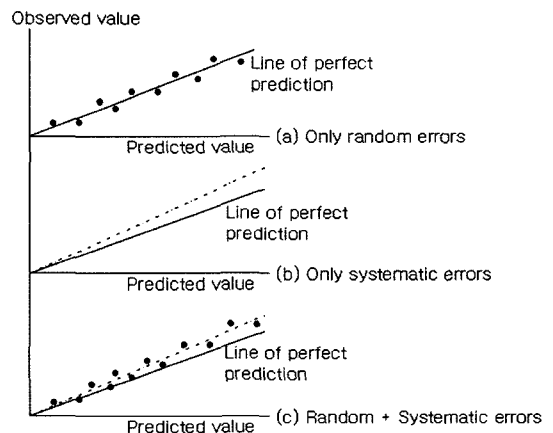 Observed value
Line of perfect
prediction
(a) Only random errors
Predicted value
Line of perfect
prediction
(b) Only systematic errors
Predicted value
Line of perfect
prediction
(c) Random + Systematic errors
Predicted value